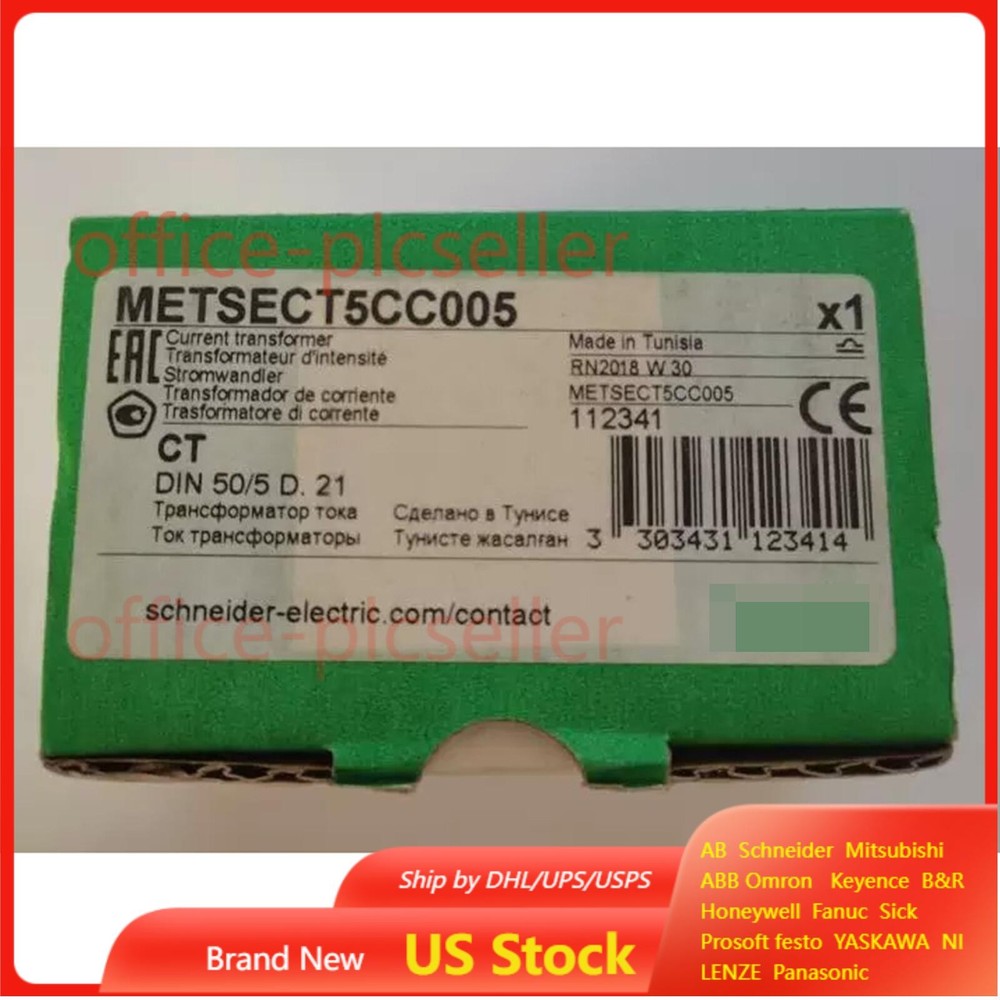 office-plcseller
METSECT5CC005
x1
EAC
Current transformer
Transformateur d'intensité
Stromwandler
Transformador de corriente
Trasformatore di corrente
Made in Tunisia
RN2018 W 30
METSECT5CC005
112341
CE
CT
DIN 50/5 D. 21
Трансформатор тока
Сделано в Тунисе
Ток трансформаторы
Тунисте жасалған
3 303431 123414
schneider-electric.com/contact
office-plcseller
AB Schneider Mitsubishi
ABB Omron Keyence B&R
Honeywell Fanuc Sick
Prosoft festo YASKAWA NI
LENZE Panasonic
Ship by DHL/UPS/USPS
Brand New
US Stock